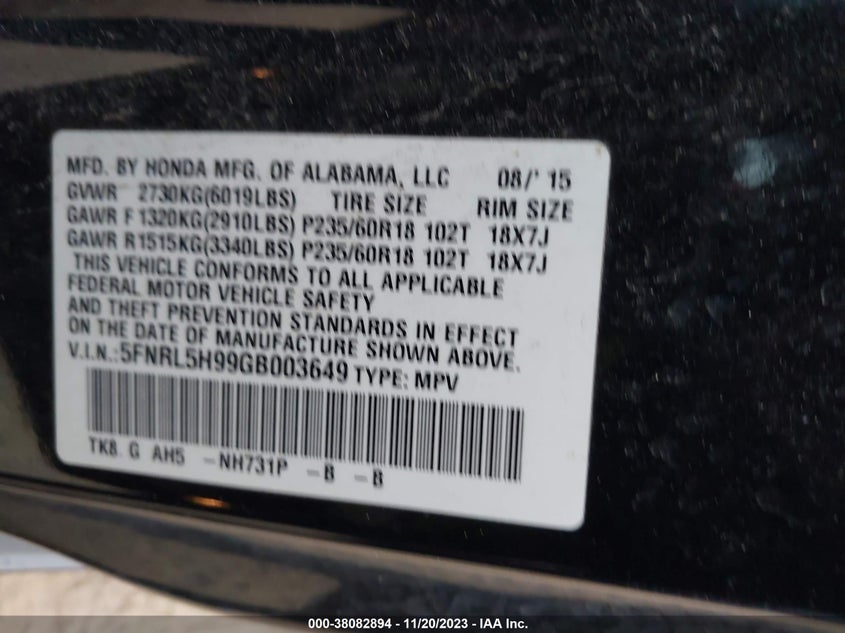 MFD. BY HONDA MFG. OF ALABAMA, LLC 08/' 15
GVWR 2730KG(6019LBS) TIRE SIZE RIM SIZE
GAWR F 1320KG(2910LBS) P235/60R18 102T 18X7J
GAWR R1515KG(3340LBS) P235/60R18 102T 18X7J
THIS VEHICLE CONFORMS TO ALL APPLICABLE
FEDERAL MOTOR VEHICLE SAFETY
AND THEFT PREVENTION STANDARDS IN EFFECT
ON THE DATE OF MANUFACTURE SHOWN ABOVE.
V.I.N.:5FNRL5H99GB003649 TYPE: MPV
TK8. G AH5 -NH731P -B -B
000-38082894 - 11/20/2023 - IAA Inc.